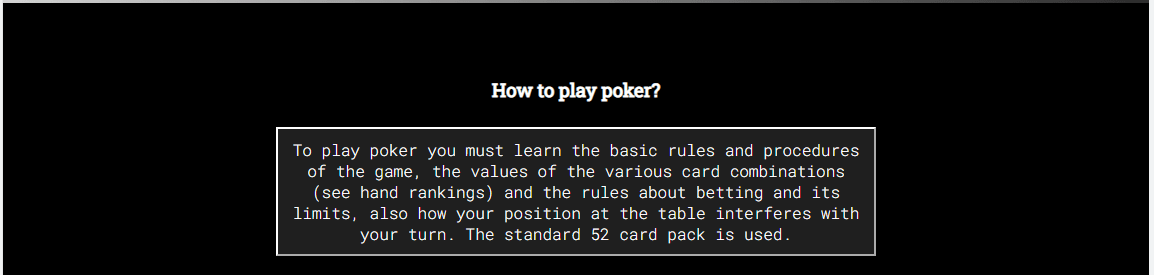 How to play poker?
To play poker you must learn the basic rules and procedures
of the game, the values of the various card combinations
(see hand rankings) and the rules about betting and its
limits, also how your position at the table interferes with
your turn. The standard 52 card pack is used.